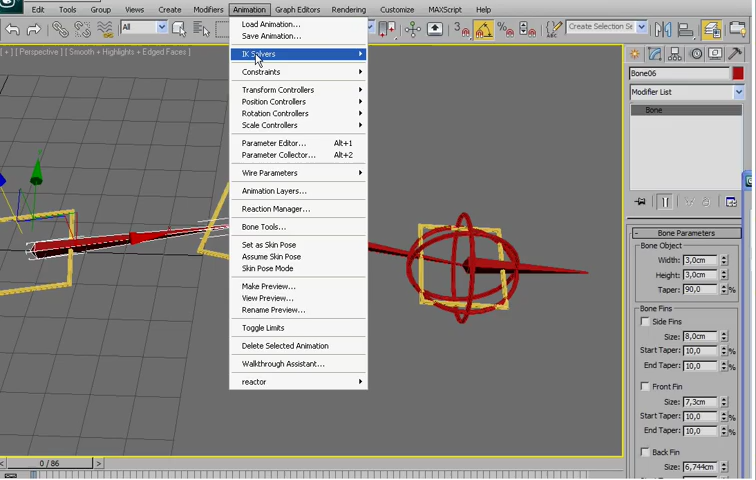 Edit Tools Group Views Create Modifiers Animation Graph Editors Rendering Customize MAXScript Help
All
Create Selection Se
+ ] [ Perspective ] [ Smooth + Highlights + Edged Faces ]
Load Animation...
Save Animation...
IK Solvers
Constraints
Transform Controllers
Position Controllers
Rotation Controllers
Scale Controllers
Parameter Editor... Alt+1
Parameter Collector... Alt+2
Wire Parameters
Animation Layers...
Reaction Manager...
Bone Tools...
Set as Skin Pose
Assume Skin Pose
Skin Pose Mode
Make Preview...
View Preview...
Rename Preview...
Toggle Limits
Delete Selected Animation
Walkthrough Assistant...
reactor
Bone06
Modifier List
Bone
- Bone Parameters
Bone Object
Width: 3,0cm
Height: 3,0cm
Taper: 90,0 %
Bone Fins
Side Fins
Size: 8,0cm
Start Taper: 10,0 %
End Taper: 10,0 %
Front Fin
Size: 7,3cm
Start Taper: 10,0 %
End Taper: 10,0 %
Back Fin
Size: 6,744cm
< 0 / 86 >